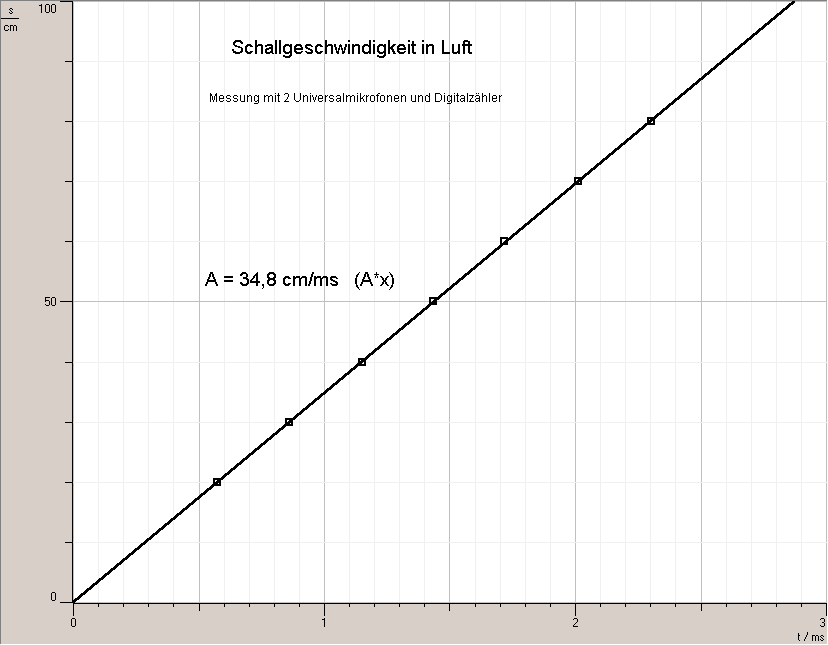 s
cm
100
Schallgeschwindigkeit in Luft
Messung mit 2 Universalmikrofonen und Digitalzähler
A = 34,8 cm/ms (A*x)
50
0
0 1 2 3
t / ms